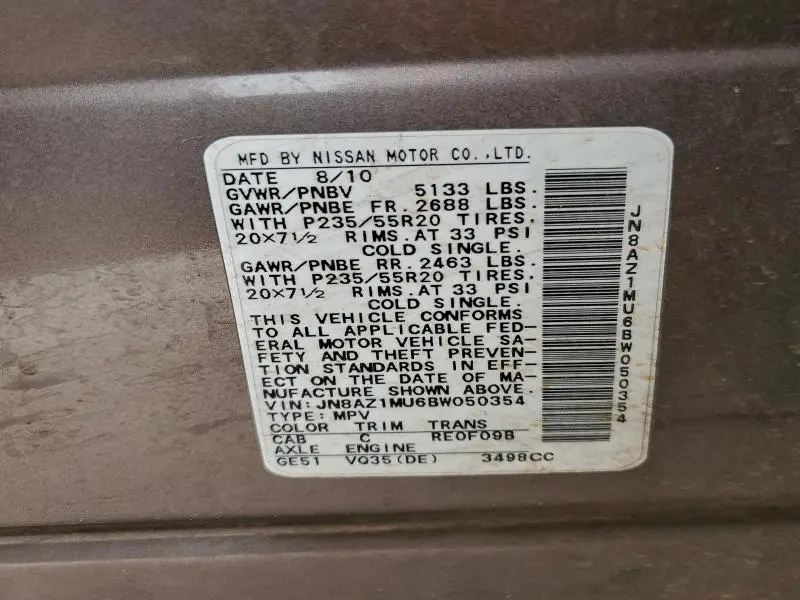 MFD BY NISSAN MOTOR CO.,LTD.
DATE 8/10
GVWR/PNBV 5133 LBS.
GAWR/PNBE FR.2688 LBS.
WITH P235/55R20 TIRES.
20×7½ RIMS.AT 33 PSI
COLD SINGLE.
GAWR/PNBE RR.2463 LBS.
WITH P235/55R20 TIRES.
20×7½ RIMS.AT 33 PSI
COLD SINGLE.
THIS VEHICLE CONFORMS
TO ALL APPLICABLE FED-
ERAL MOTOR VEHICLE SA-
FETY AND THEFT PREVEN-
TION STANDARDS IN EFF-
ECT ON THE DATE OF MA-
NUFACTURE SHOWN ABOVE.
VIN: JN8AZ1MU6BW050354
TYPE: MPV
COLOR TRIM TRANS
CAB C RE0F09B
AXLE ENGINE
GE51 VQ35(DE) 3498CC
JN8AZ1MU6BW050354